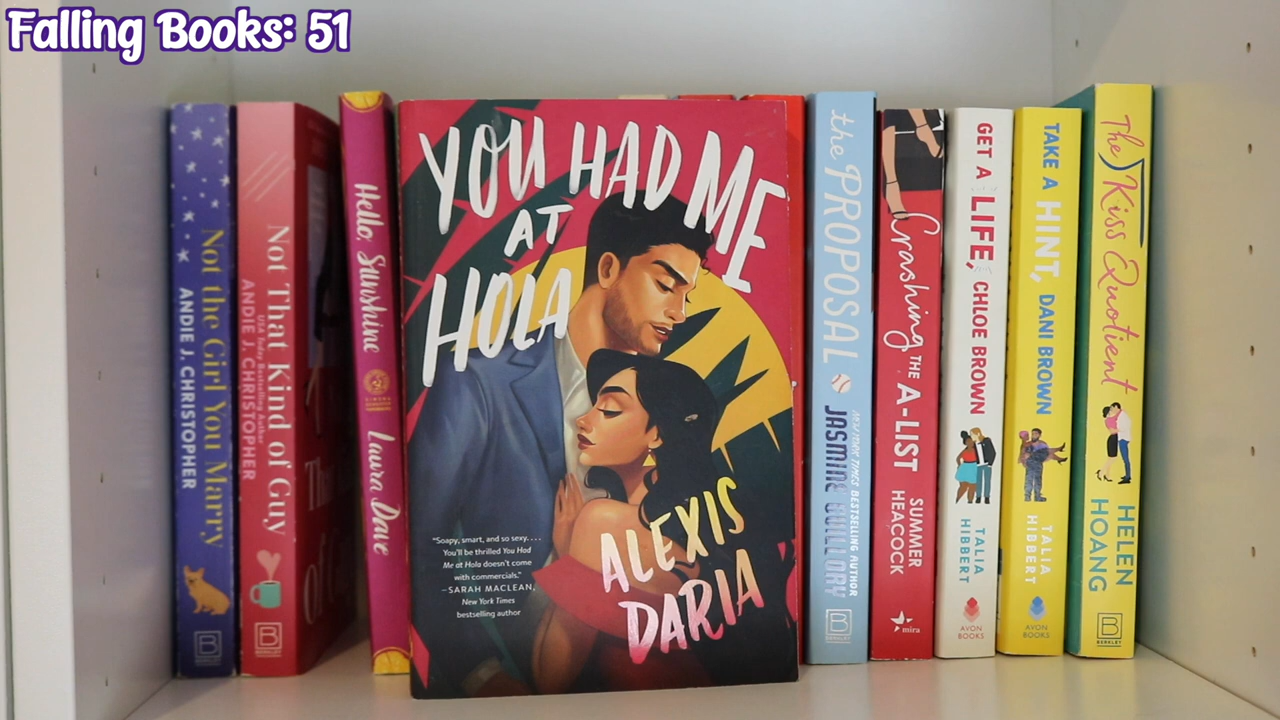 Falling Books: 51
Not the Girl You Marry
ANDIE J. CHRISTOPHER
BERKLEY
Not That Kind of Guy
USA Today Bestselling Author
ANDIE J. CHRISTOPHER
BERKLEY
Hello, Sunshine
Laura Dave
YOU HAD ME
AT
HOLA
"Soapy, smart, and so sexy. . . .
You'll be thrilled You Had
Me at Hola doesn't come
with commercials."
—SARAH MACLEAN,
New York Times
bestselling author
ALEXIS
DARIA
the PROPOSAL
NEW YORK TIMES BESTSELLING AUTHOR
JASMINE GUILLORY
BERKLEY
Crashing THE A-LIST
SUMMER
HEACOCK
mira
GET A LIFE, CHLOE BROWN
TALIA
HIBBERT
AVON
BOOKS
TAKE A HINT, DANI BROWN
TALIA
HIBBERT
AVON
BOOKS
The Kiss Quotient
HELEN
HOANG
BERKLEY